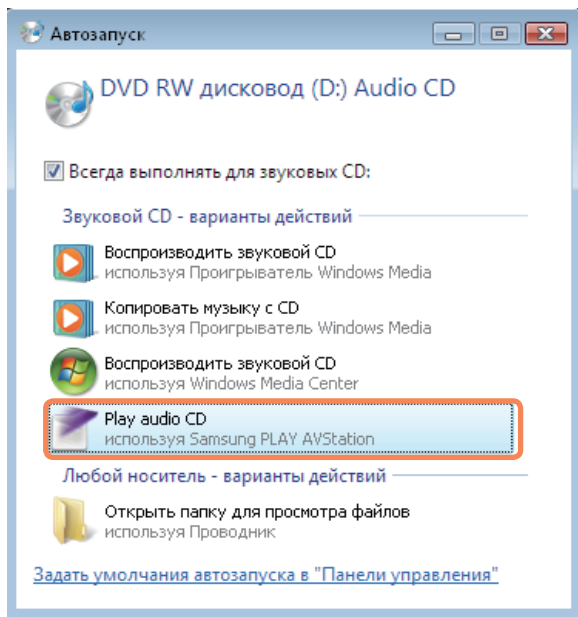 Автозапуск
DVD RW дисковод (D:) Audio CD
Всегда выполнять для звуковых CD:
Звуковой CD - варианты действий
Воспроизводить звуковой CD
используя Проигрыватель Windows Media
Копировать музыку с CD
используя Проигрыватель Windows Media
Воспроизводить звуковой CD
используя Windows Media Center
Play audio CD
используя Samsung PLAY AVStation
Любой носитель - варианты действий
Открыть папку для просмотра файлов
используя Проводник
Задать умолчания автозапуска в "Панели управления"